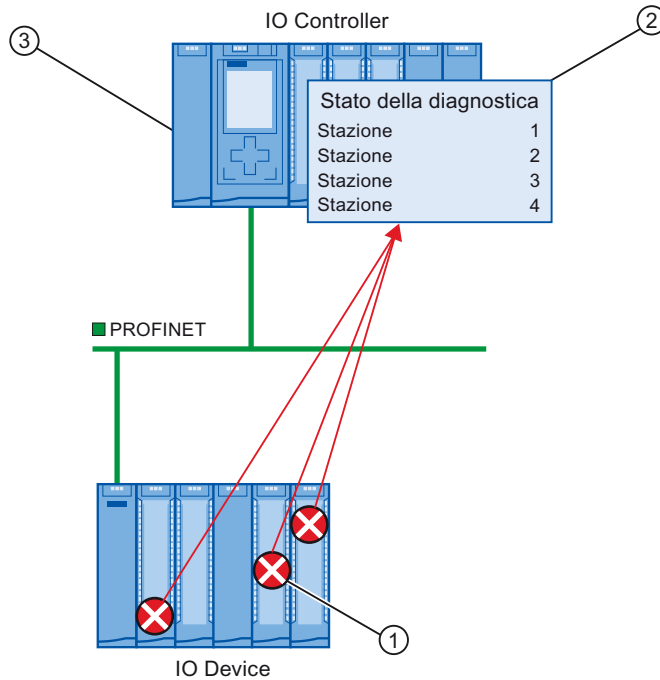 IO Controller
3
2
Stato della diagnostica
Stazione 1
Stazione 2
Stazione 3
Stazione 4
PROFINET
1
IO Device